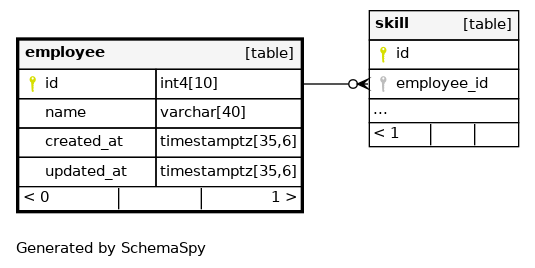 employee [table]
id int4[10]
name varchar[40]
created_at timestamptz[35,6]
updated_at timestamptz[35,6]
< 0 1 >
skill [table]
id
employee_id
...
< 1
Generated by SchemaSpy